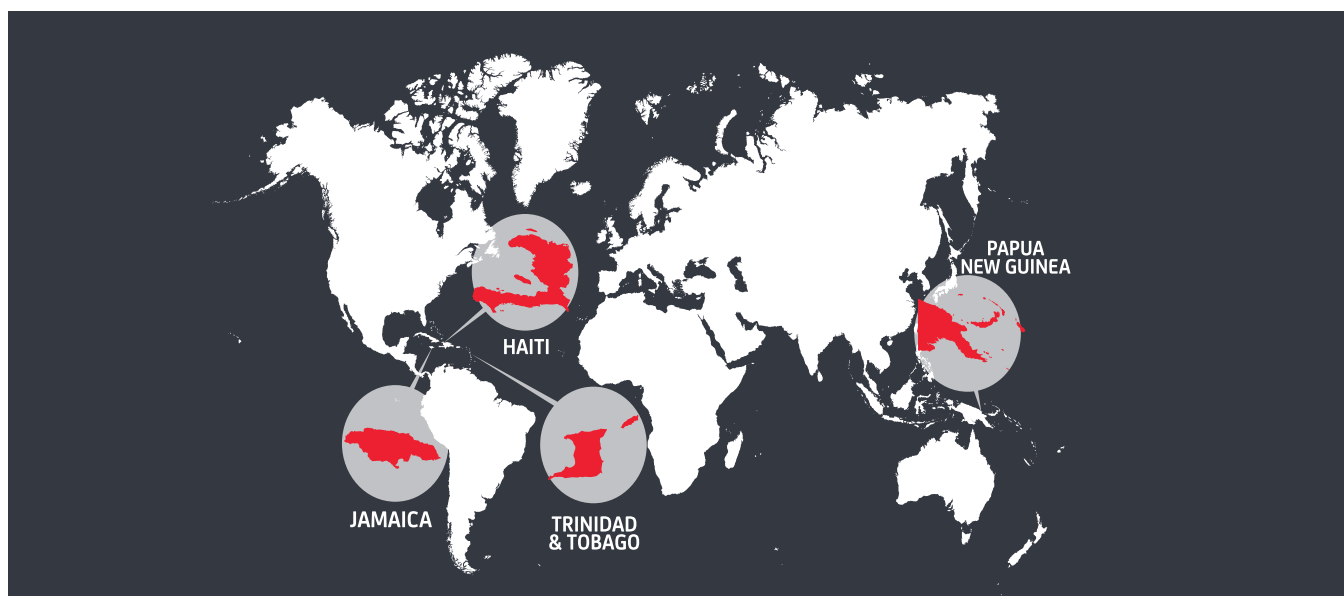 PAPUA
NEW GUINEA
HAITI
JAMAICA
TRINIDAD
& TOBAGO